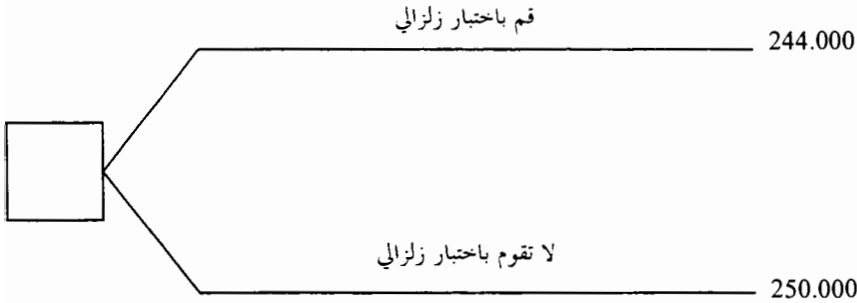 قم باختبار زلزالي
244.000
لا تقوم باختبار زلزالي
250.000